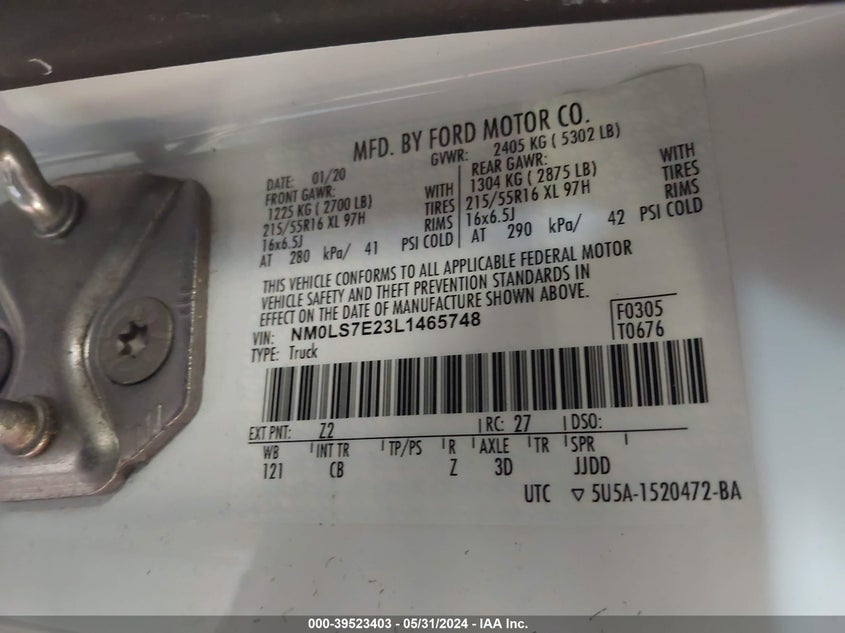 MFD. BY FORD MOTOR CO.
DATE: 01/20 GVWR: 2405 KG ( 5302 LB)
FRONT GAWR: REAR GAWR:
1225 KG ( 2700 LB) WITH 1304 KG ( 2875 LB) WITH
215/55R16 XL 97H TIRES 215/55R16 XL 97H TIRES
16x6.5J RIMS 16x6.5J RIMS
AT 280 kPa/ 41 PSI COLD AT 290 kPa/ 42 PSI COLD
THIS VEHICLE CONFORMS TO ALL APPLICABLE FEDERAL MOTOR
VEHICLE SAFETY AND THEFT PREVENTION STANDARDS IN
EFFECT ON THE DATE OF MANUFACTURE SHOWN ABOVE.
VIN: NM0LS7E23L1465748 F0305
TYPE: Truck T0676
EXT PNT: Z2 RC: 27 DSO:
WB INT TR TP/PS R AXLE TR SPR
121 CB Z 3D JJDD
UTC ▽ 5U5A-1520472-BA
000-39523403 - 05/31/2024 - IAA Inc.